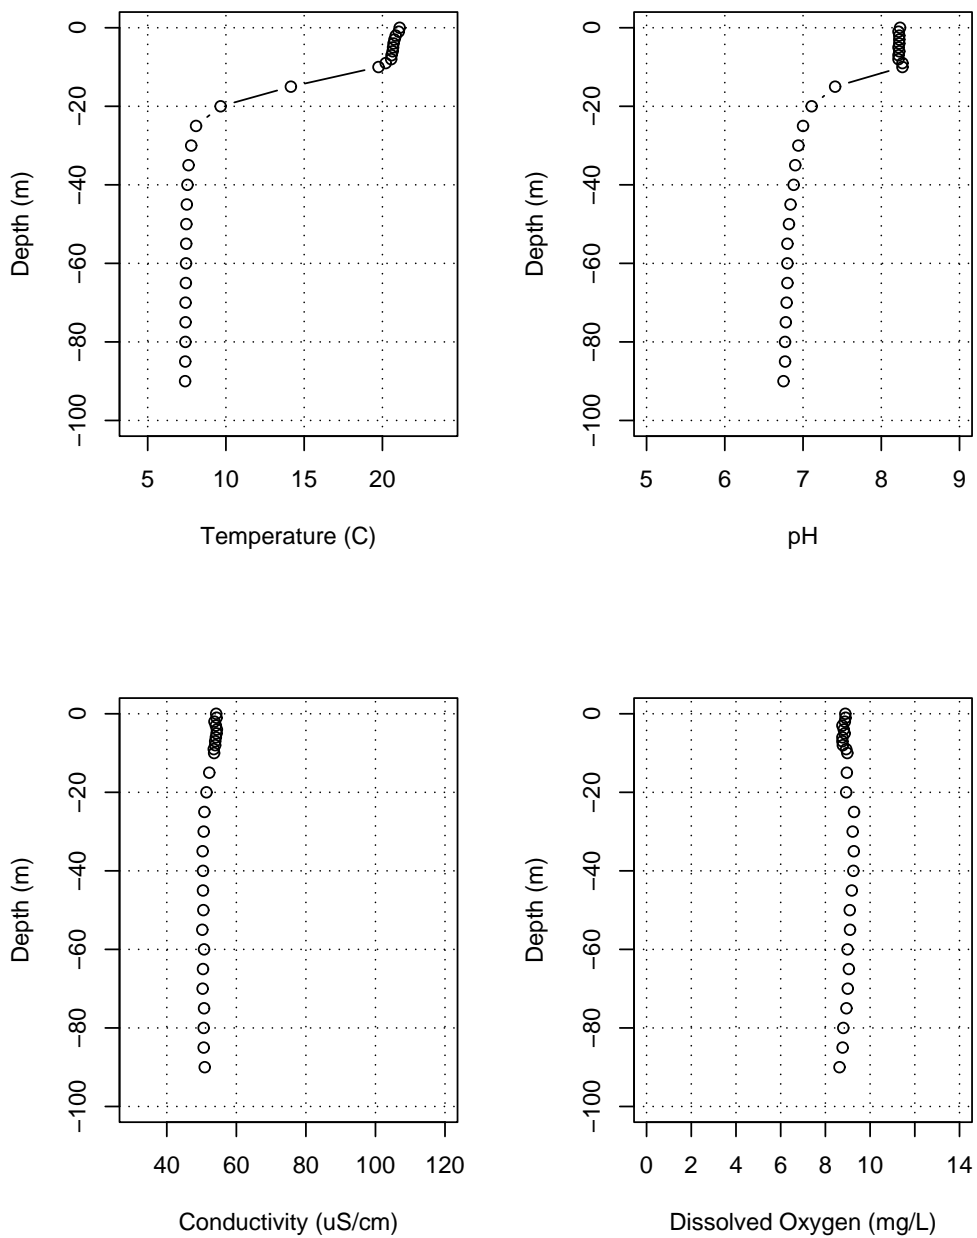 0
−20
−40
−60
−80
−100
Depth (m)
5 10 15 20
Temperature (C)
0
−20
−40
−60
−80
−100
Depth (m)
5 6 7 8 9
pH
0
−20
−40
−60
−80
−100
Depth (m)
40 60 80 100 120
Conductivity (uS/cm)
0
−20
−40
−60
−80
−100
Depth (m)
0 2 4 6 8 10 14
Dissolved Oxygen (mg/L)